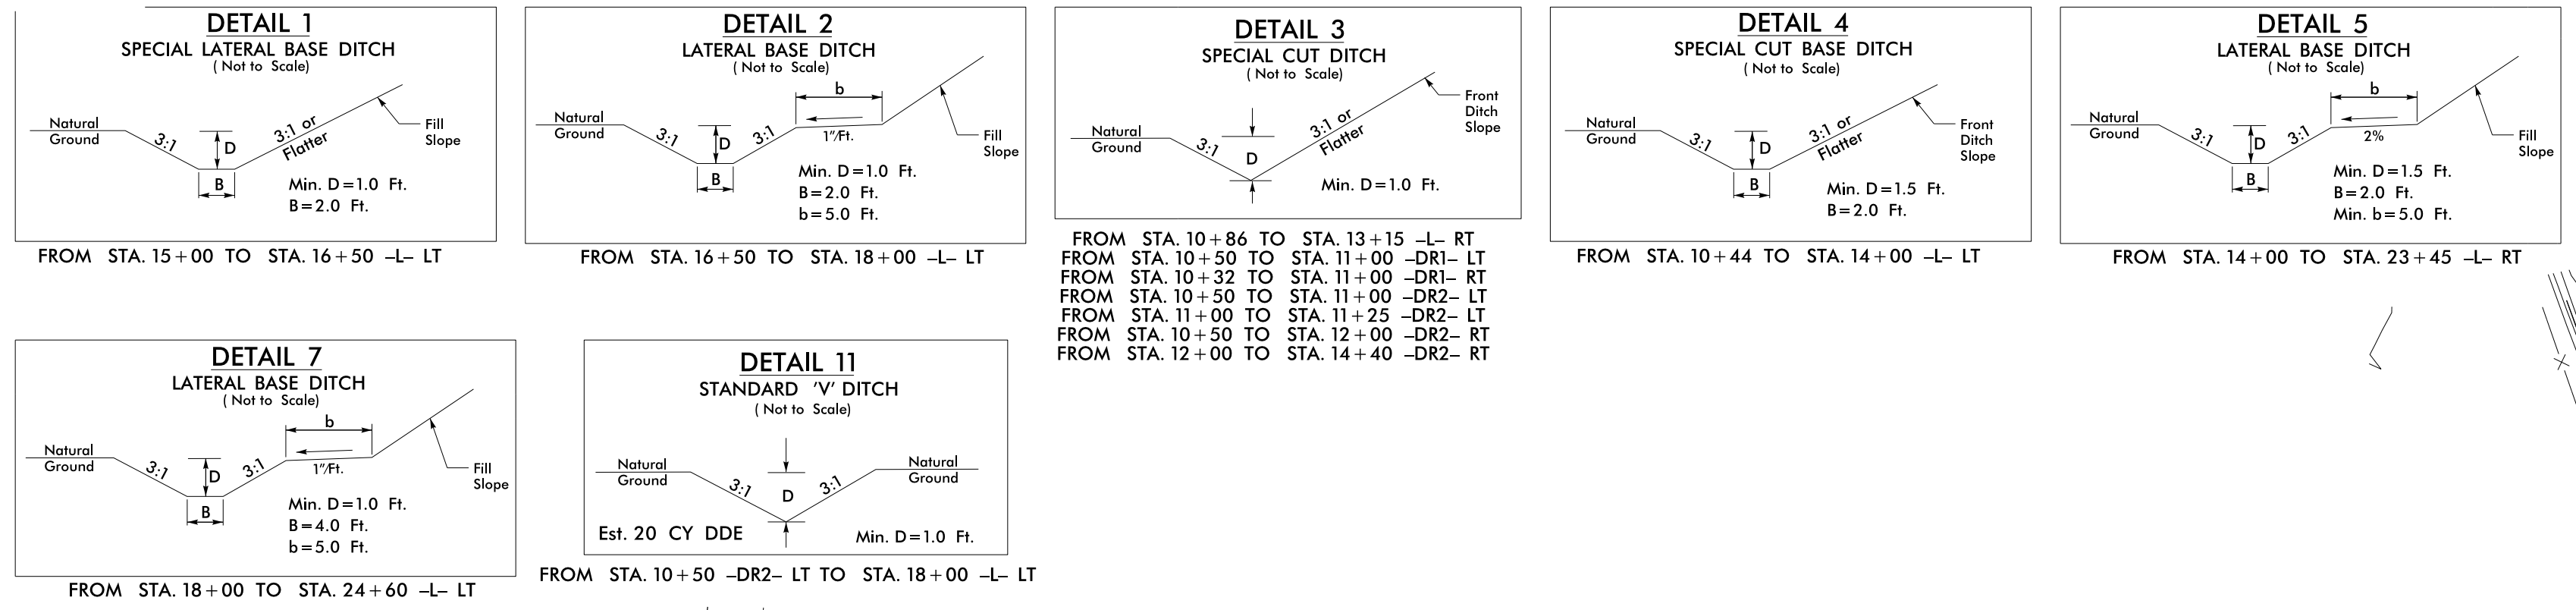 DETAIL 1
SPECIAL LATERAL BASE DITCH
( Not to Scale)
Natural
Ground
3:1
D
B
3:1 or
Flatter
Fill
Slope
Min. D=1.0 Ft.
B=2.0 Ft.
FROM STA. 15+00 TO STA. 16+50 -L- LT
DETAIL 2
LATERAL BASE DITCH
( Not to Scale)
Natural
Ground
3:1
D
B
3:1
b
1"/Ft.
Fill
Slope
Min. D=1.0 Ft.
B=2.0 Ft.
b=5.0 Ft.
FROM STA. 16+50 TO STA. 18+00 -L- LT
DETAIL 3
SPECIAL CUT DITCH
( Not to Scale)
Natural
Ground
3:1
D
3:1 or
Flatter
Front
Ditch
Slope
Min. D=1.0 Ft.
FROM STA. 10+86 TO STA. 13+15 -L- RT
FROM STA. 10+50 TO STA. 11+00 -DR1- LT
FROM STA. 10+32 TO STA. 11+00 -DR1- RT
FROM STA. 10+50 TO STA. 11+00 -DR2- LT
FROM STA. 11+00 TO STA. 11+25 -DR2- LT
FROM STA. 10+50 TO STA. 12+00 -DR2- RT
FROM STA. 12+00 TO STA. 14+40 -DR2- RT
DETAIL 4
SPECIAL CUT BASE DITCH
( Not to Scale)
Natural
Ground
3:1
D
B
3:1 or
Flatter
Front
Ditch
Slope
Min. D=1.5 Ft.
B=2.0 Ft.
FROM STA. 10+44 TO STA. 14+00 -L- LT
DETAIL 5
LATERAL BASE DITCH
( Not to Scale)
Natural
Ground
3:1
D
B
3:1
b
2%
Fill
Slope
Min. D=1.5 Ft.
B=2.0 Ft.
Min. b=5.0 Ft.
FROM STA. 14+00 TO STA. 23+45 -L- RT
DETAIL 7
LATERAL BASE DITCH
( Not to Scale)
Natural
Ground
3:1
D
B
3:1
b
1"/Ft.
Fill
Slope
Min. D=1.0 Ft.
B=4.0 Ft.
b=5.0 Ft.
FROM STA. 18+00 TO STA. 24+60 -L- LT
DETAIL 11
STANDARD 'V' DITCH
( Not to Scale)
Natural
Ground
3:1
D
3:1
Natural
Ground
Est. 20 CY DDE
Min. D=1.0 Ft.
FROM STA. 10+50 -DR2- LT TO STA. 18+00 -L- LT